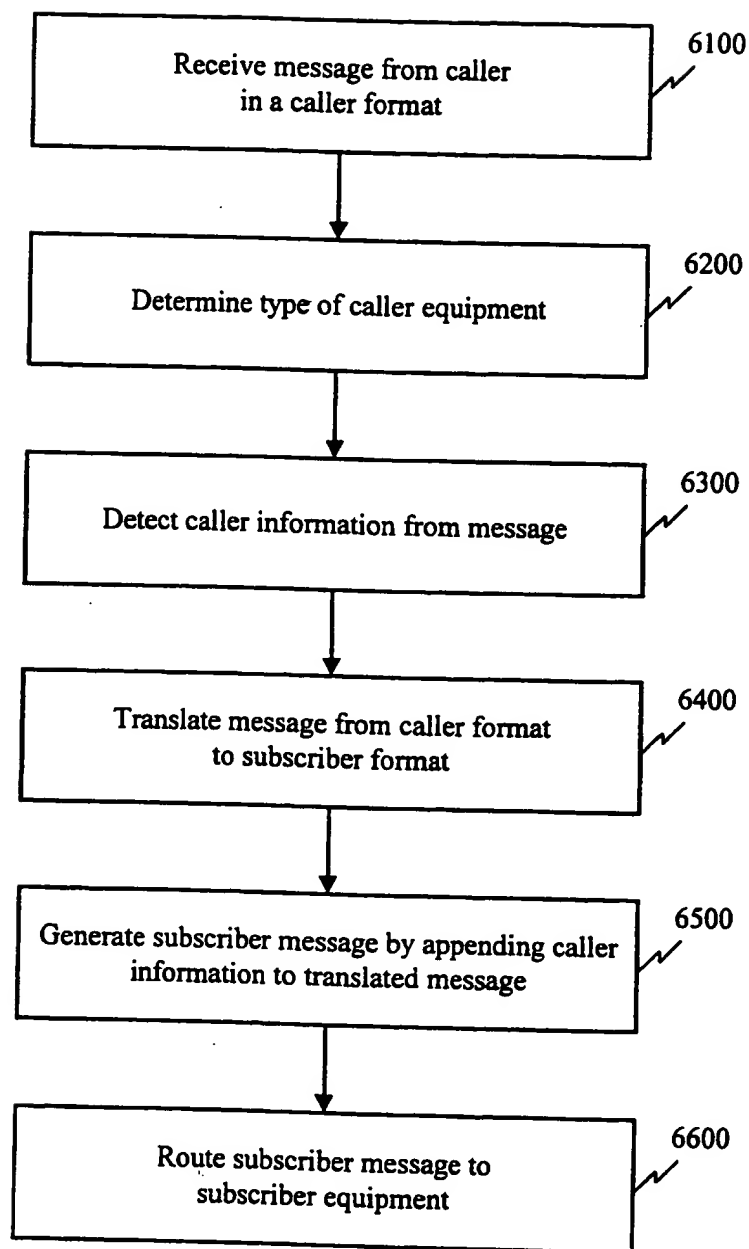 6100
Receive message from caller
in a caller format
6200
Determine type of caller equipment
6300
Detect caller information from message
6400
Translate message from caller format
to subscriber format
6500
Generate subscriber message by appending caller
information to translated message
6600
Route subscriber message to
subscriber equipment